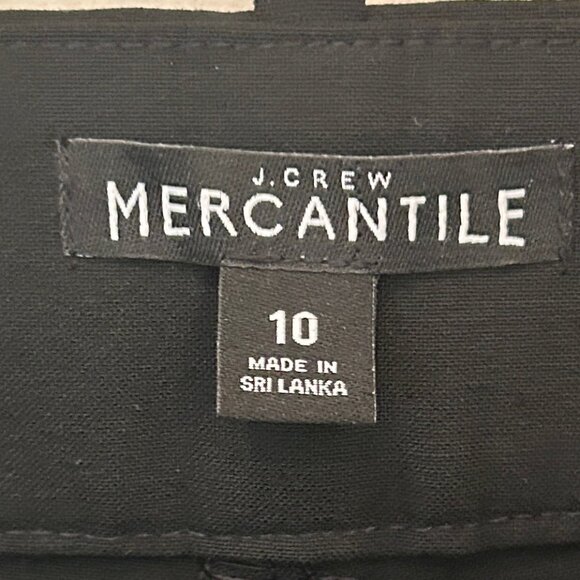 J.CREW
MERCANTILE
10
MADE IN
SRI LANKA